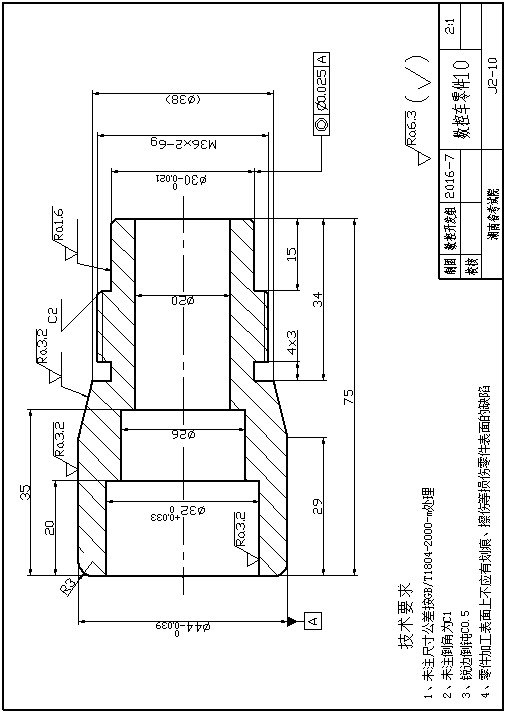 (ø38)
M36×2-6g
ø30 0 -0.021
◎ ø0.025 A
Ra6.3 (√)
Ra1.6
C2
Ra3.2
Ra3.2
Ra3.2
R3
ø20
ø26
ø32 +0.033 0
ø44 0 -0.039
A
15
34
4×3
75
35
20
29
技术要求
1、未注尺寸公差按GB/T1804-2000-m处理
2、未注倒角为C1
3、锐边倒钝C0.5
4、零件加工表面上不应有划痕、擦伤等损伤零件表面的缺陷
制图 数控开发组 2016-7 数控车零件10 2:1
校核
湖南省考试院 J2-10